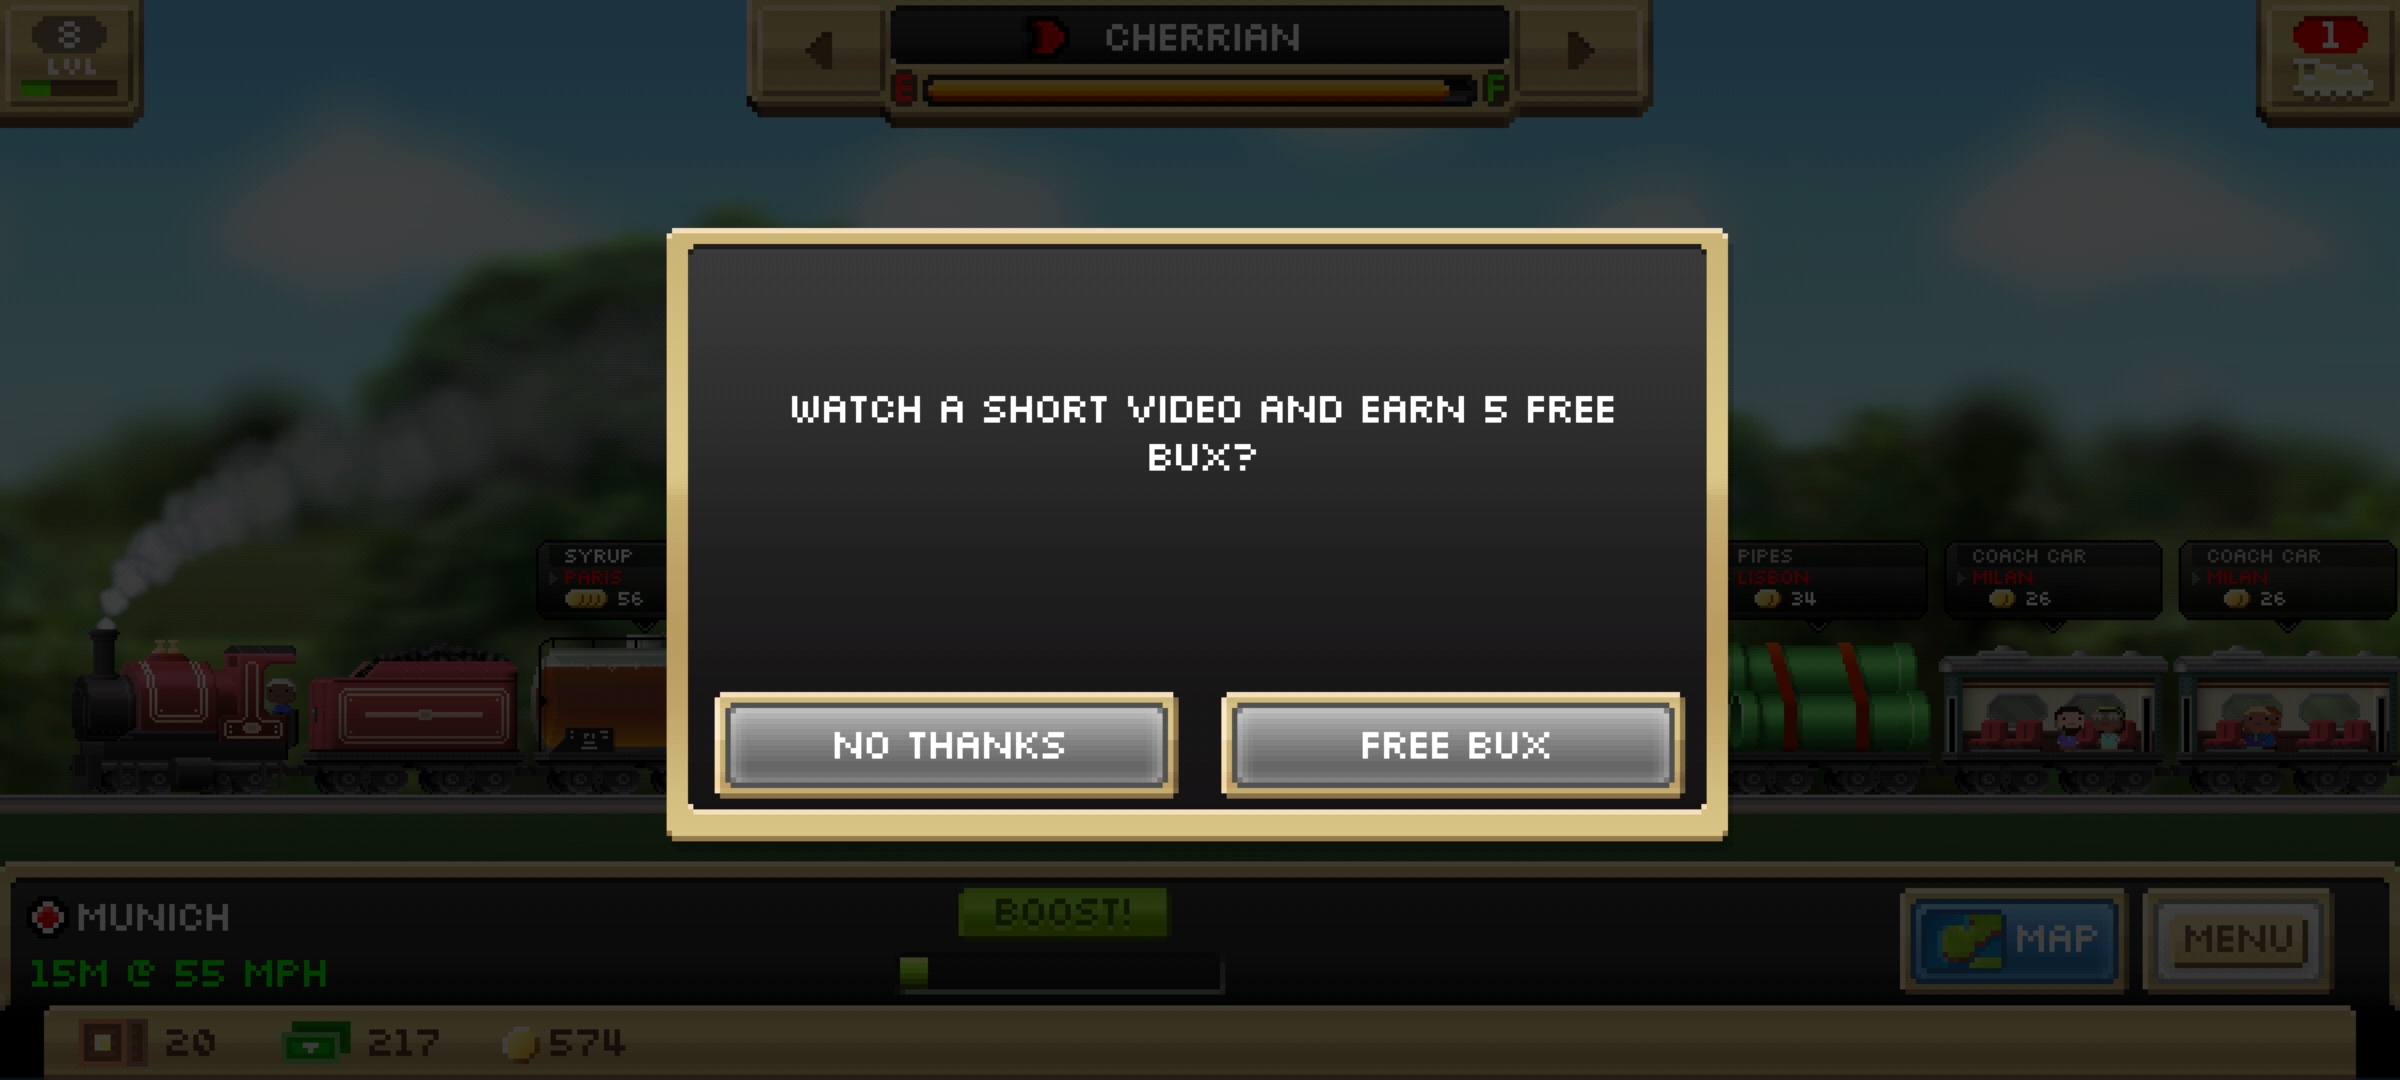 8
LVL
CHERRIAN
E F
1
WATCH A SHORT VIDEO AND EARN 5 FREE
BUX?
NO THANKS
FREE BUX
SYRUP
PARIS
56
PIPES
LISBON
34
COACH CAR
MILAN
26
COACH CAR
MILAN
26
MUNICH
15M @ 55 MPH
BOOST!
MAP
MENU
20
217
574